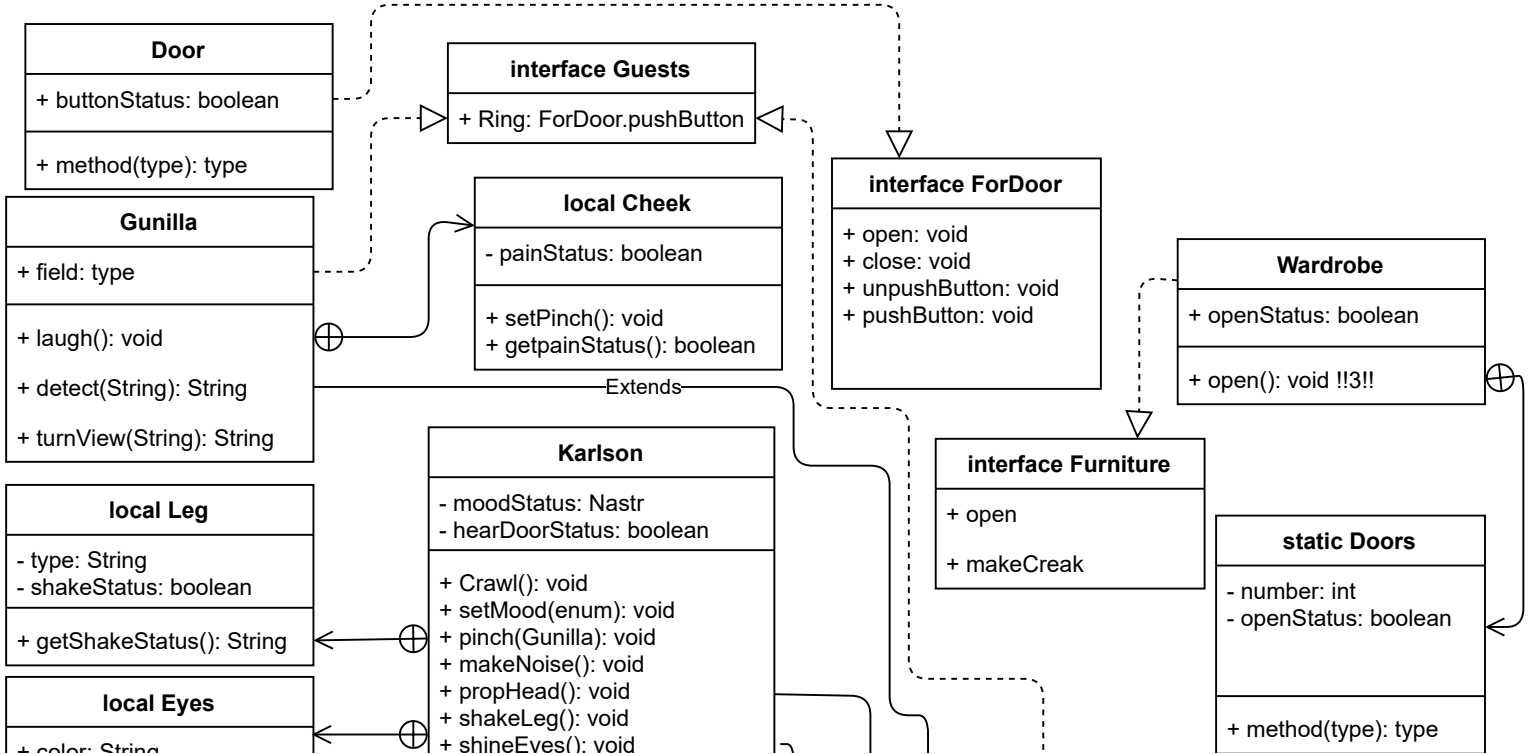 Door
+ buttonStatus: boolean
+ method(type): type
interface Guests
+ Ring: ForDoor.pushButton
Gunilla
+ field: type
+ laugh(): void
+ detect(String): String
+ turnView(String): String
local Cheek
- painStatus: boolean
+ setPinch(): void
+ getpainStatus(): boolean
interface ForDoor
+ open: void
+ close: void
+ unpushButton: void
+ pushButton: void
Wardrobe
+ openStatus: boolean
+ open(): void !!3!!
Extends
interface Furniture
+ open
+ makeCreak
Karlson
- moodStatus: Nastr
- hearDoorStatus: boolean
+ Crawl(): void
+ setMood(enum): void
+ pinch(Gunilla): void
+ makeNoise(): void
+ propHead(): void
+ shakeLeg(): void
+ shineEyes(): void
local Leg
- type: String
- shakeStatus: boolean
+ getShakeStatus(): String
static Doors
- number: int
- openStatus: boolean
+ method(type): type
local Eyes
+ color: String